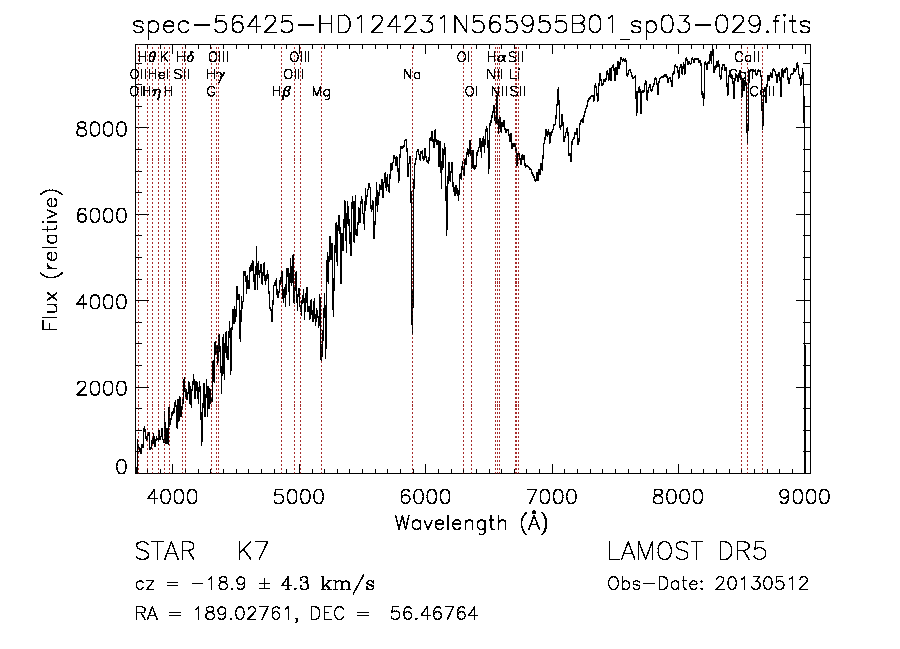 spec-56425-HD124231N565955B01_sp03-029.fits
Hθ K Hδ OIII OIII OI Hα SII CaII
OII HeI SII Hγ OIII Na NII Li
OII Hη H G Hβ Mg OI NII SII CaII
8000
6000
4000
2000
0
Flux (relative)
4000 5000 6000 7000 8000 9000
Wavelength (Å)
STAR K7 LAMOST DR5
cz = −18.9 ± 4.3 km/s Obs-Date: 20130512
RA = 189.02761, DEC = 56.46764